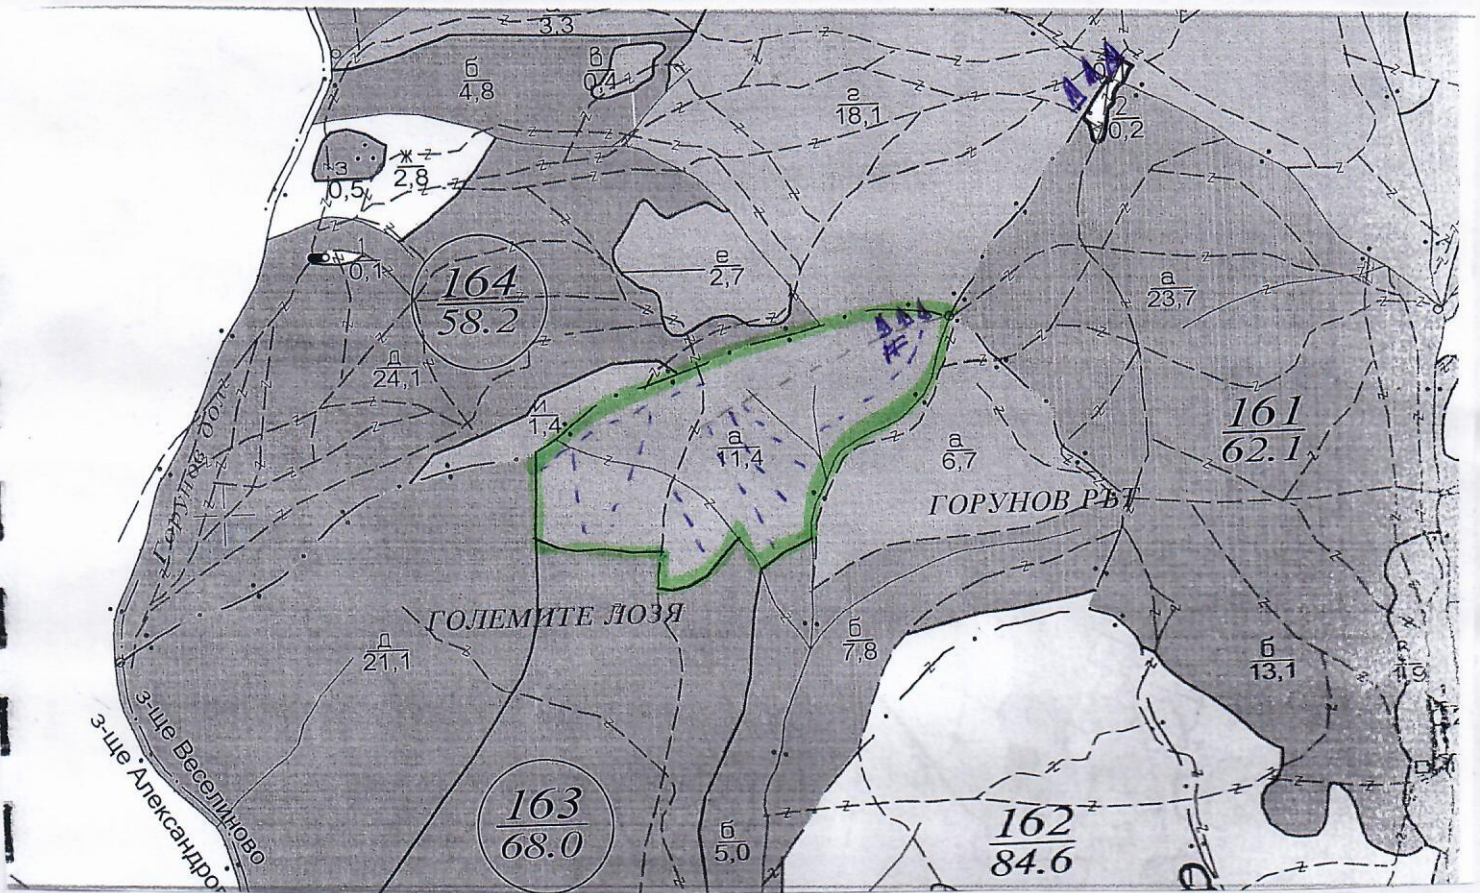 3.3
б
4,8
в
0,4
г
18,1
2
0,2
ж
2,8
з
0,5
1
0,1
164
58.2
е
2,7
а
23,7
д
24,1
и
1,4
а
11,4
а
6,7
161
62.1
Горунов дол
ГОРУНОВ РЪТ
ГОЛЕМИТЕ ЛОЗЯ
д
21,1
б
7,8
б
13,1
1,9
з-ще Веселиново
з-ще Александро
163
68.0
б
5,0
162
84.6